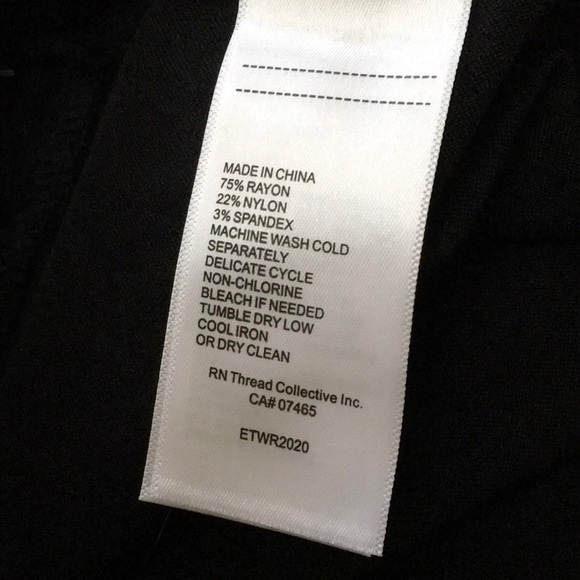 MADE IN CHINA
75% RAYON
22% NYLON
3% SPANDEX
MACHINE WASH COLD
SEPARATELY
DELICATE CYCLE
NON-CHLORINE
BLEACH IF NEEDED
TUMBLE DRY LOW
COOL IRON
OR DRY CLEAN
RN Thread Collective Inc.
CA# 07465
ETWR2020